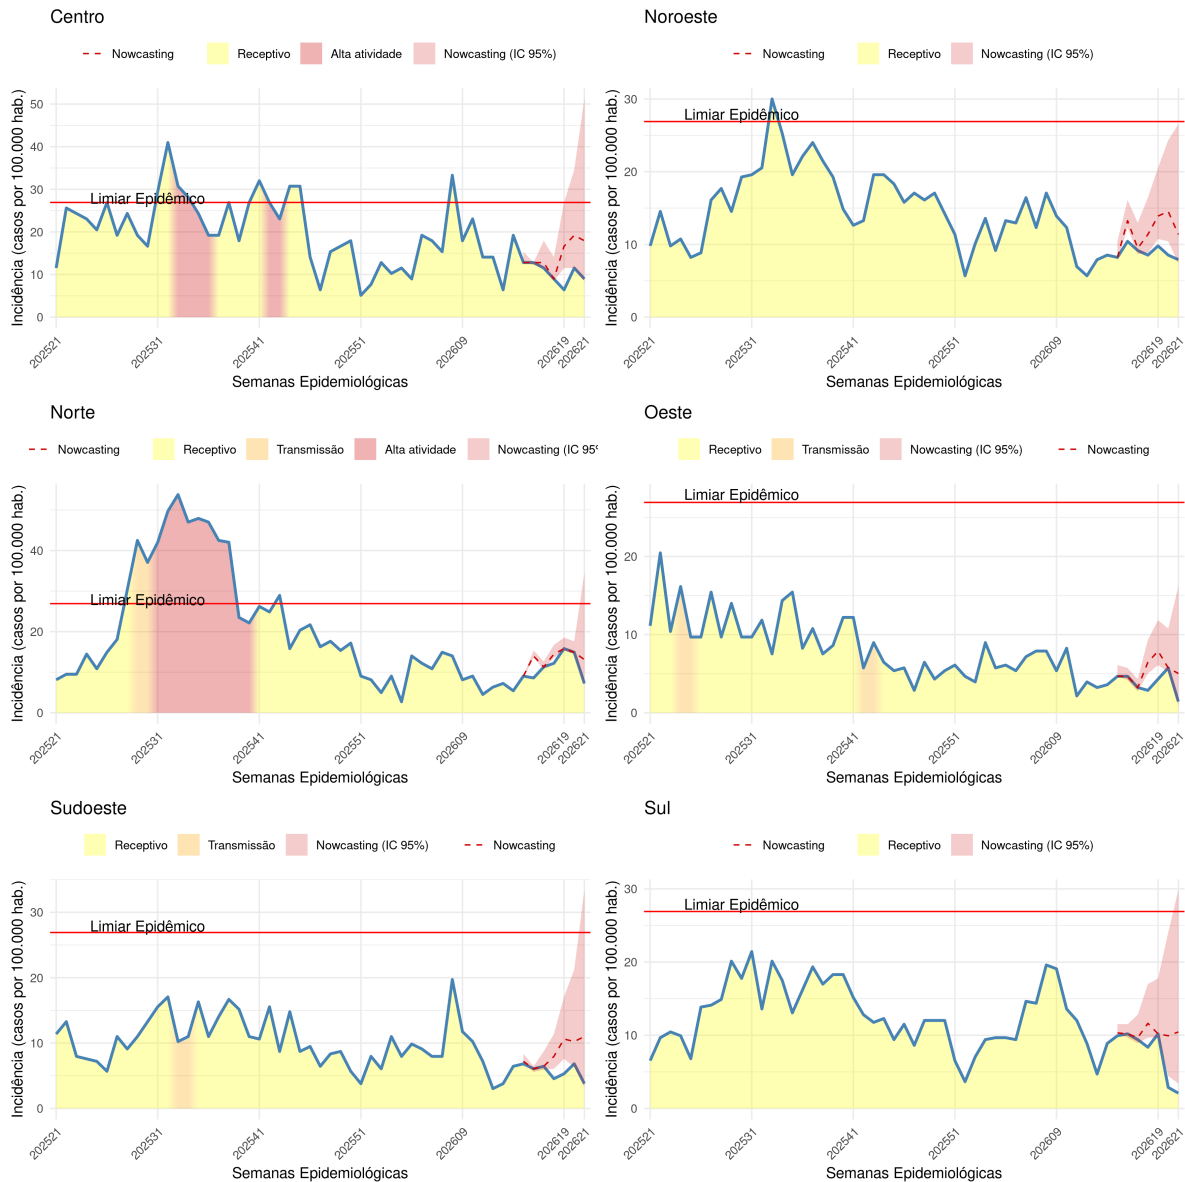 Centro
Nowcasting Receptivo Alta atividade Nowcasting (IC 95%)
Incidência (casos por 100.000 hab.)
50
40
30
20
10
0
Limiar Epidêmico
202521 202531 202541 202551 202609 202619 202621
Semanas Epidemiológicas
Noroeste
Nowcasting Receptivo Nowcasting (IC 95%)
Incidência (casos por 100.000 hab.)
30
20
10
0
Limiar Epidêmico
202521 202531 202541 202551 202609 202619 202621
Semanas Epidemiológicas
Norte
Nowcasting Receptivo Transmissão Alta atividade Nowcasting (IC 95
Incidência (casos por 100.000 hab.)
40
20
0
Limiar Epidêmico
202521 202531 202541 202551 202609 202619 202621
Semanas Epidemiológicas
Oeste
Receptivo Transmissão Nowcasting (IC 95%) Nowcasting
Incidência (casos por 100.000 hab.)
20
10
0
Limiar Epidêmico
202521 202531 202541 202551 202609 202619 202621
Semanas Epidemiológicas
Sudoeste
Receptivo Transmissão Nowcasting (IC 95%) Nowcasting
Incidência (casos por 100.000 hab.)
30
20
10
0
Limiar Epidêmico
202521 202531 202541 202551 202609 202619 202621
Semanas Epidemiológicas
Sul
Nowcasting Receptivo Nowcasting (IC 95%)
Incidência (casos por 100.000 hab.)
30
20
10
0
Limiar Epidêmico
202521 202531 202541 202551 202609 202619 202621
Semanas Epidemiológicas